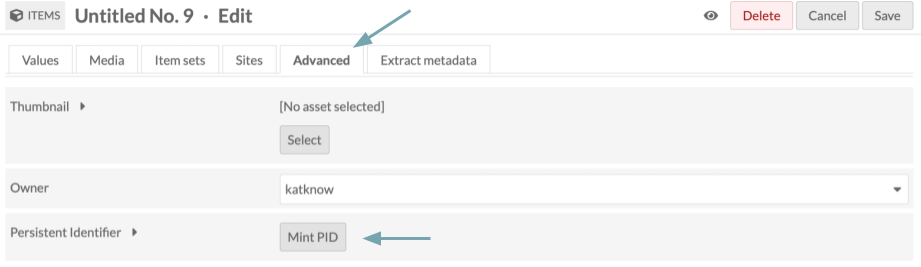 ITEMS Untitled No. 9 · Edit Delete Cancel Save
Values Media Item sets Sites Advanced Extract metadata
Thumbnail [No asset selected]
Select
Owner katknow
Persistent Identifier Mint PID